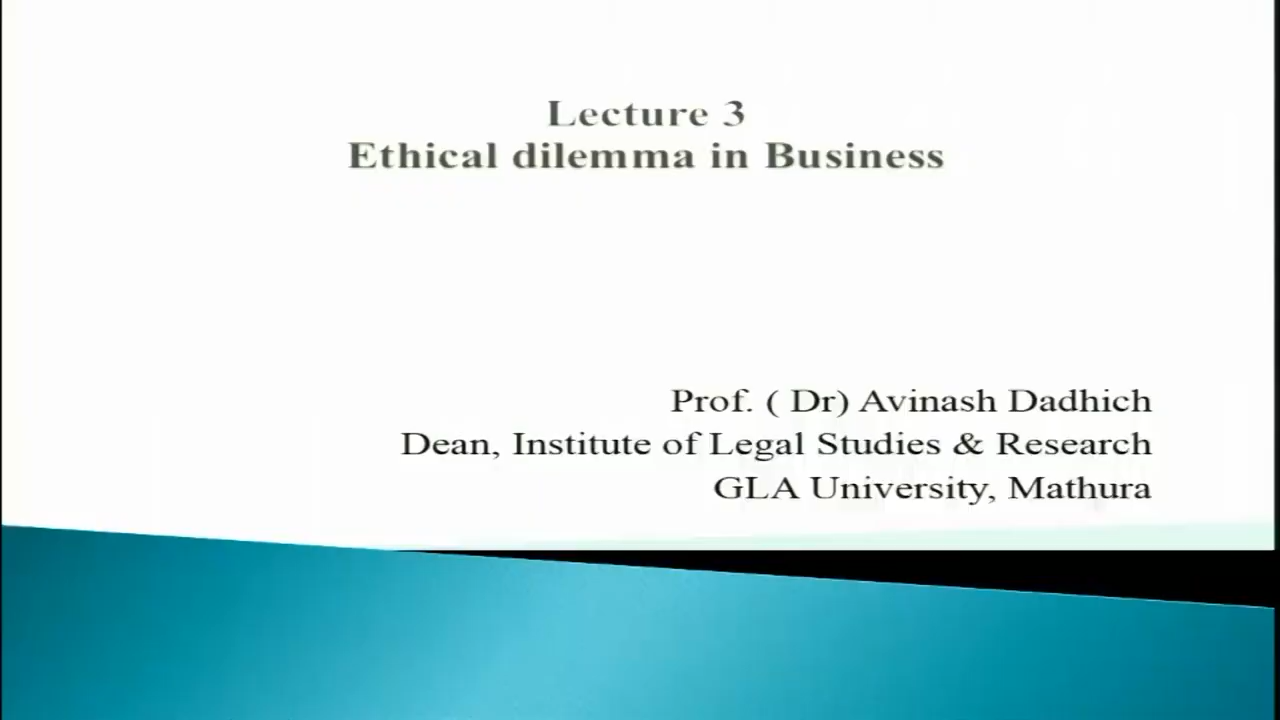 Lecture 3
Ethical dilemma in Business
Prof. ( Dr) Avinash Dadhich
Dean, Institute of Legal Studies & Research
GLA University, Mathura